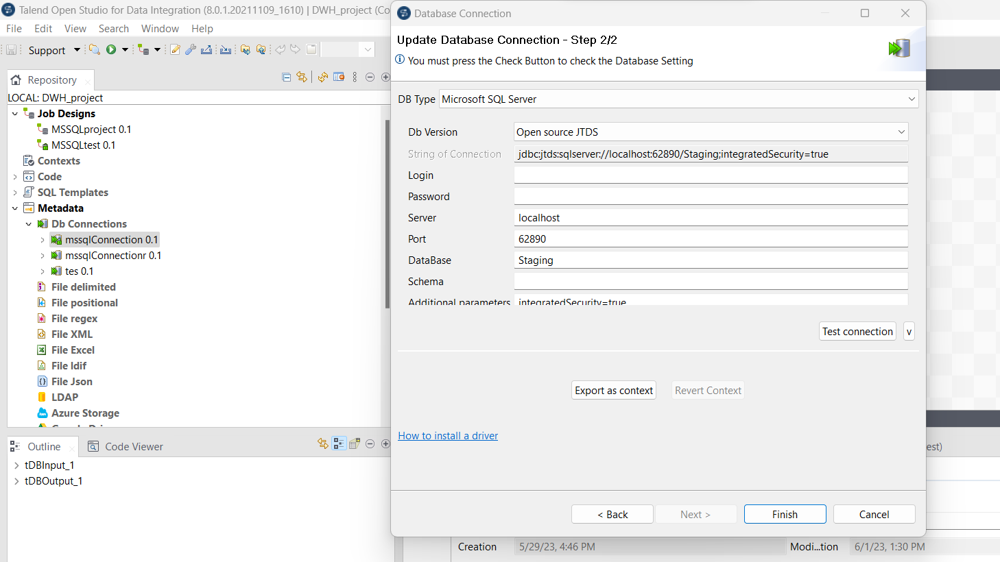 Talend Open Studio for Data Integration (8.0.1.20211109_1610) | DWH_project (Co
File Edit View Search Window Help
Support
Repository
LOCAL: DWH_project
Job Designs
MSSQLproject 0.1
MSSQLtest 0.1
Contexts
Code
SQL Templates
Metadata
Db Connections
mssqlConnection 0.1
mssqlConnectionr 0.1
tes 0.1
File delimited
File positional
File regex
File XML
File Excel
File ldif
File Json
LDAP
Azure Storage
Outline
Code Viewer
tDBInput_1
tDBOutput_1
Database Connection
Update Database Connection - Step 2/2
You must press the Check Button to check the Database Setting
DB Type Microsoft SQL Server
Db Version Open source JTDS
String of Connection jdbc:jtds:sqlserver://localhost:62890/Staging;integratedSecurity=true
Login
Password
Server localhost
Port 62890
DataBase Staging
Schema
Additional parameters integratedSecurity=true
Test connection v
Export as context Revert Context
How to install a driver
< Back Next > Finish Cancel
est)
Creation 5/29/23, 4:46 PM Modi...tion 6/1/23, 1:30 PM